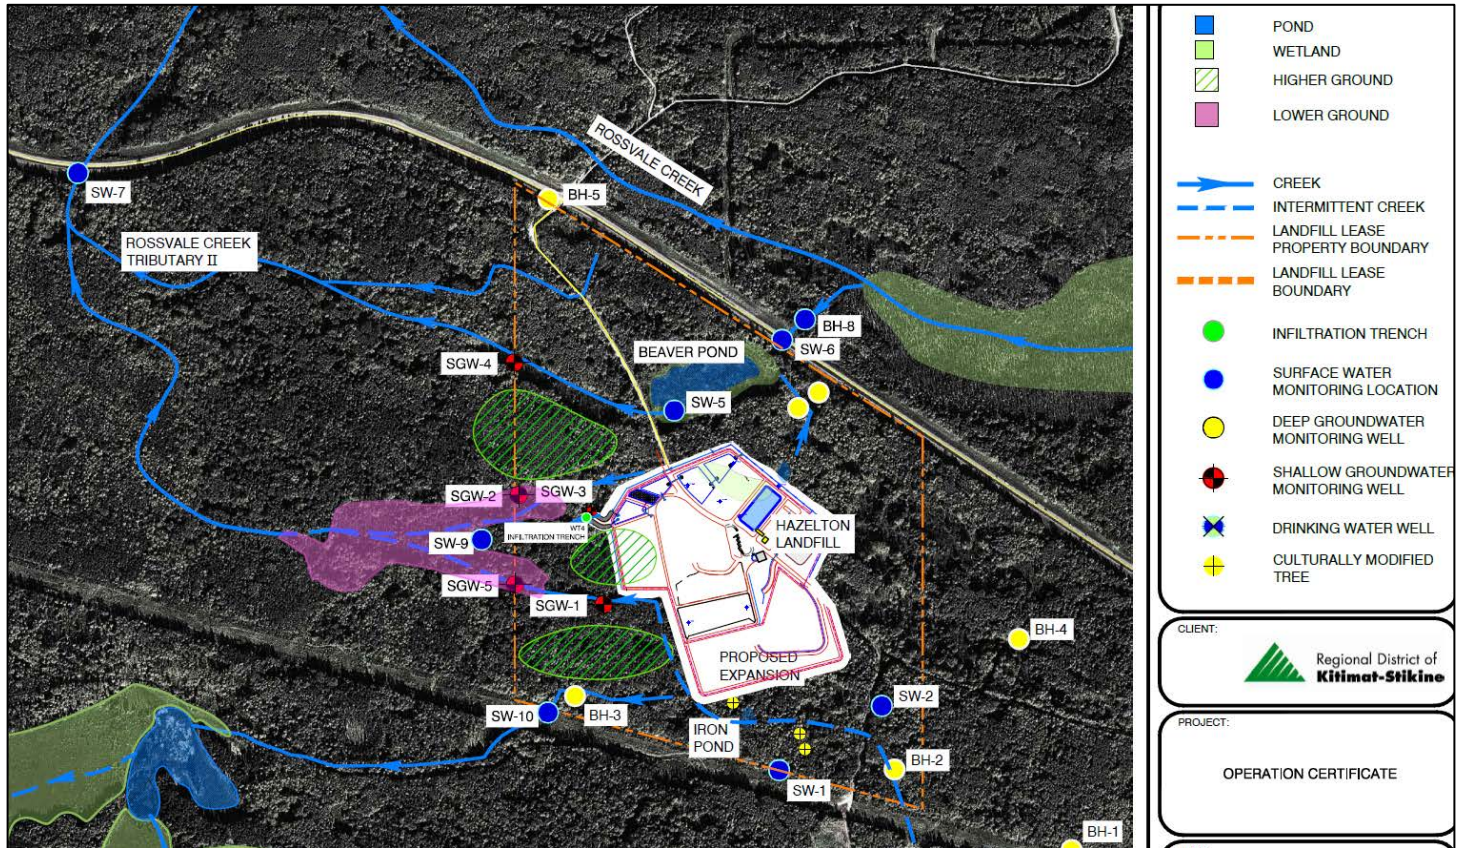 ROSSVALE CREEK
SW-7
BH-5
ROSSVALE CREEK
TRIBUTARY II
BH-8
SW-6
BEAVER POND
SGW-4
SW-5
SGW-2
SGW-3
WT4
INFILTRATION TRENCH
HAZELTON
LANDFILL
SW-9
SGW-5
SGW-1
BH-4
PROPOSED
EXPANSION
SW-2
SW-10
BH-3
IRON
POND
BH-2
SW-1
BH-1
POND
WETLAND
HIGHER GROUND
LOWER GROUND
CREEK
INTERMITTENT CREEK
LANDFILL LEASE
PROPERTY BOUNDARY
LANDFILL LEASE
BOUNDARY
INFILTRATION TRENCH
SURFACE WATER
MONITORING LOCATION
DEEP GROUNDWATER
MONITORING WELL
SHALLOW GROUNDWATER
MONITORING WELL
DRINKING WATER WELL
CULTURALLY MODIFIED
TREE
CLIENT:
Regional District of
Kitimat-Stikine
PROJECT:
OPERATION CERTIFICATE